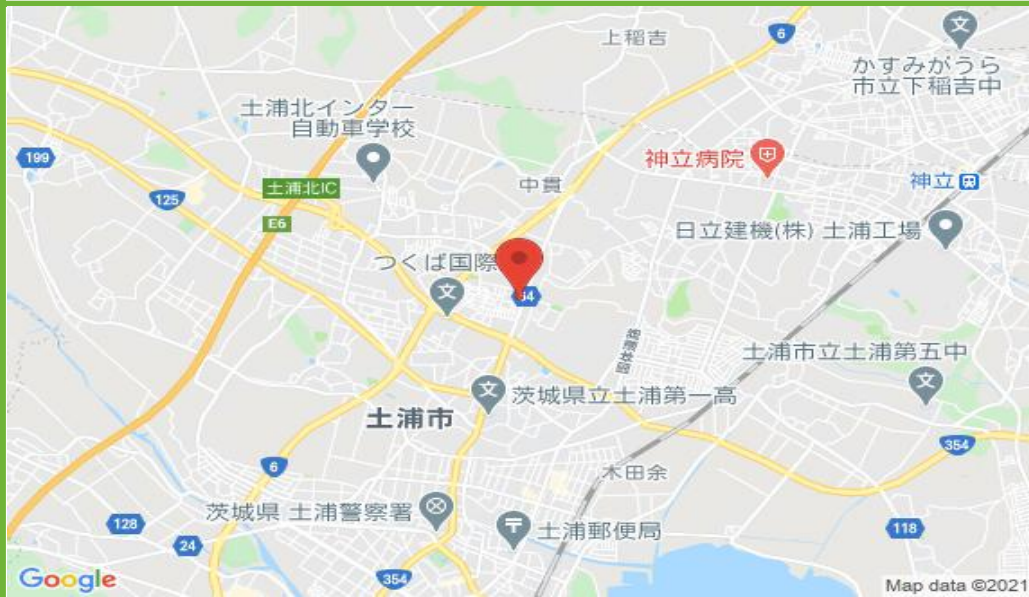 6
上稲吉
かすみがうら
市立下稲吉中
土浦北インター
自動車学校
199
神立病院
125
土浦北IC
中貫
神立
E6
日立建機(株) 土浦工場
つくば国際
64
土浦市立土浦第五中
茨城県立土浦第一高
土浦市
354
6
木田余
128
茨城県 土浦警察署
118
24
土浦郵便局
354
Google
Map data ©2021